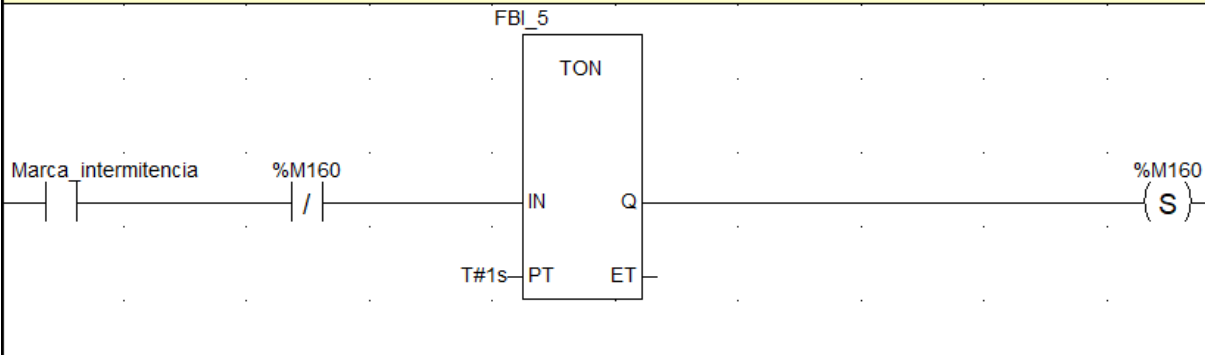 FBI_5
TON
Marca_intermitencia %M160 %M160
/ IN Q S
T#1s PT ET